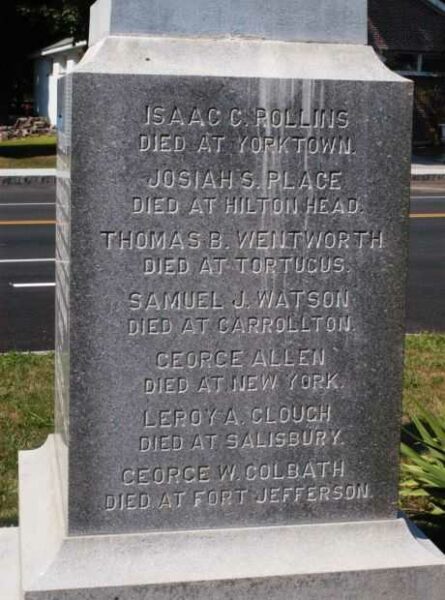 ISAAC C. ROLLINS
DIED AT YORKTOWN.
JOSIAH S. PLACE
DIED AT HILTON HEAD.
THOMAS B. WENTWORTH
DIED AT TORTUGUS.
SAMUEL J. WATSON
DIED AT CARROLLTON.
GEORGE ALLEN
DIED AT NEW YORK.
LEROY A. CLOUGH
DIED AT SALISBURY.
GEORGE W. COLBATH
DIED AT FORT JEFFERSON.